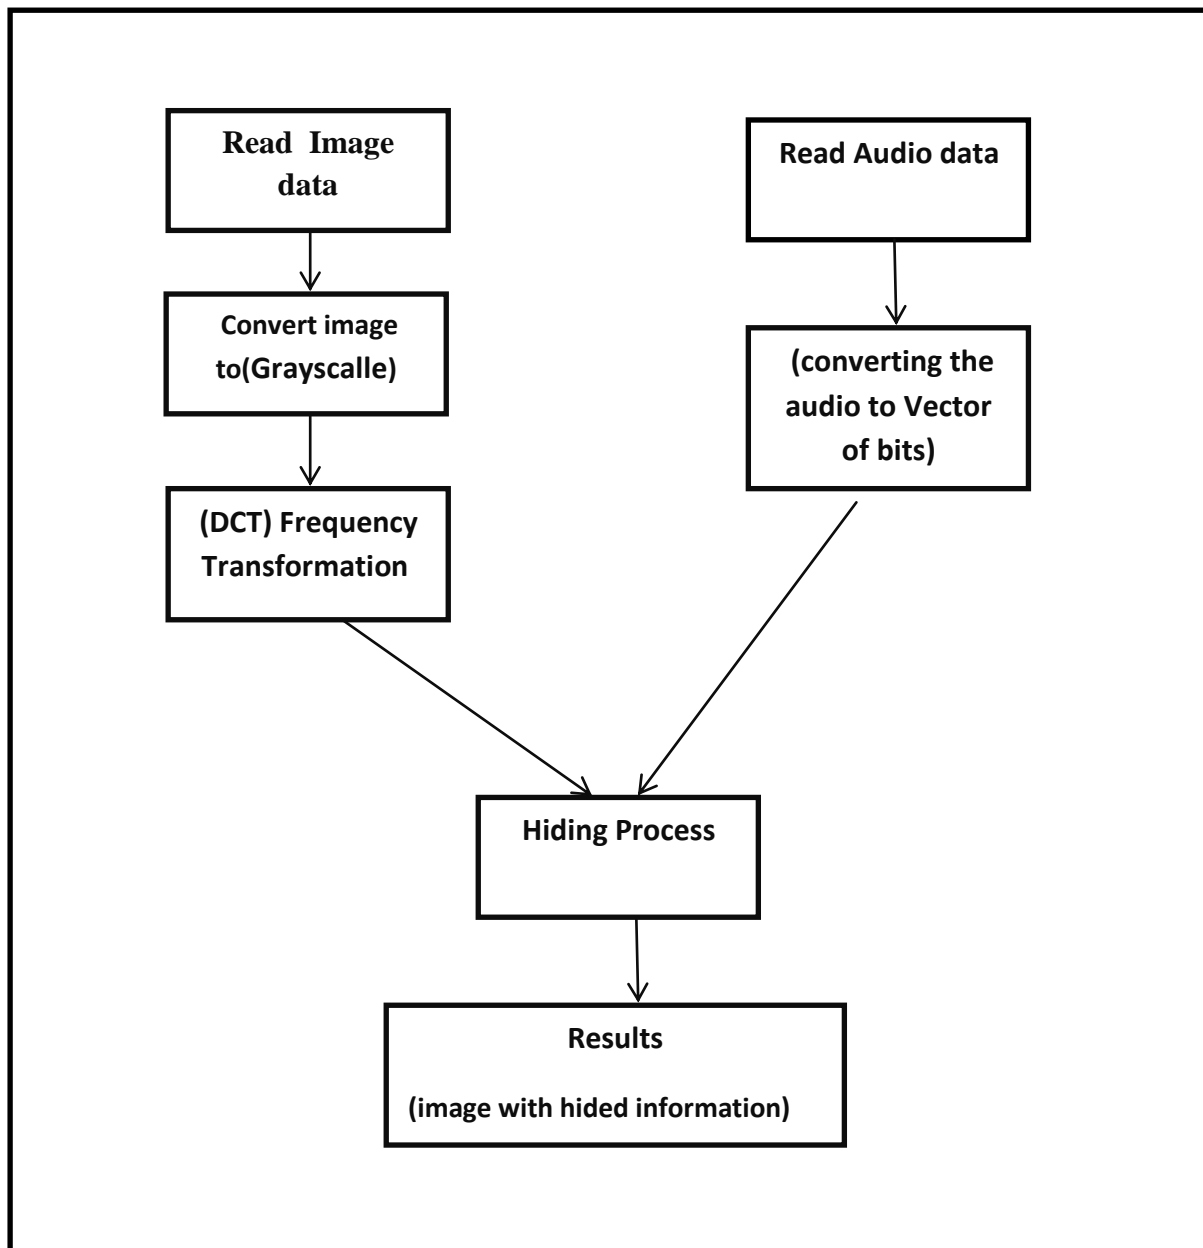 Read Image
data
Read Audio data
Convert image
to(Grayscalle)
(converting the
audio to Vector
of bits)
(DCT) Frequency
Transformation
Hiding Process
Results
(image with hided information)